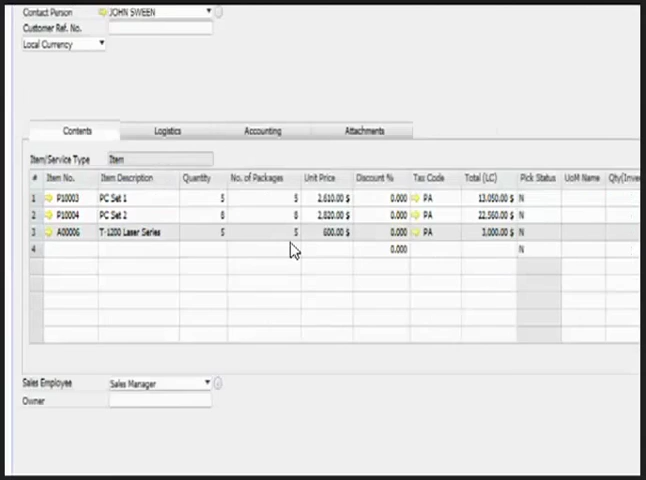 Contact Person JOHN SWEEN
Customer Ref. No.
Local Currency
Contents Logistics Accounting Attachments
Item/Service Type Item
# Item No. Item Description Quantity No. of Packages Unit Price Discount % Tax Code Total (LC) Pick Status UoM Name Qty(Inve
1 P10003 PC Set 1 5 5 2,610.00 $ 0.000 PA 13,050.00 $ N
2 P10004 PC Set 2 8 8 2,820.00 $ 0.000 PA 22,560.00 $ N
3 A00006 T-1200 Laser Series 5 5 600.00 $ 0.000 PA 3,000.00 $ N
4 0.000 N
Sales Employee Sales Manager
Owner